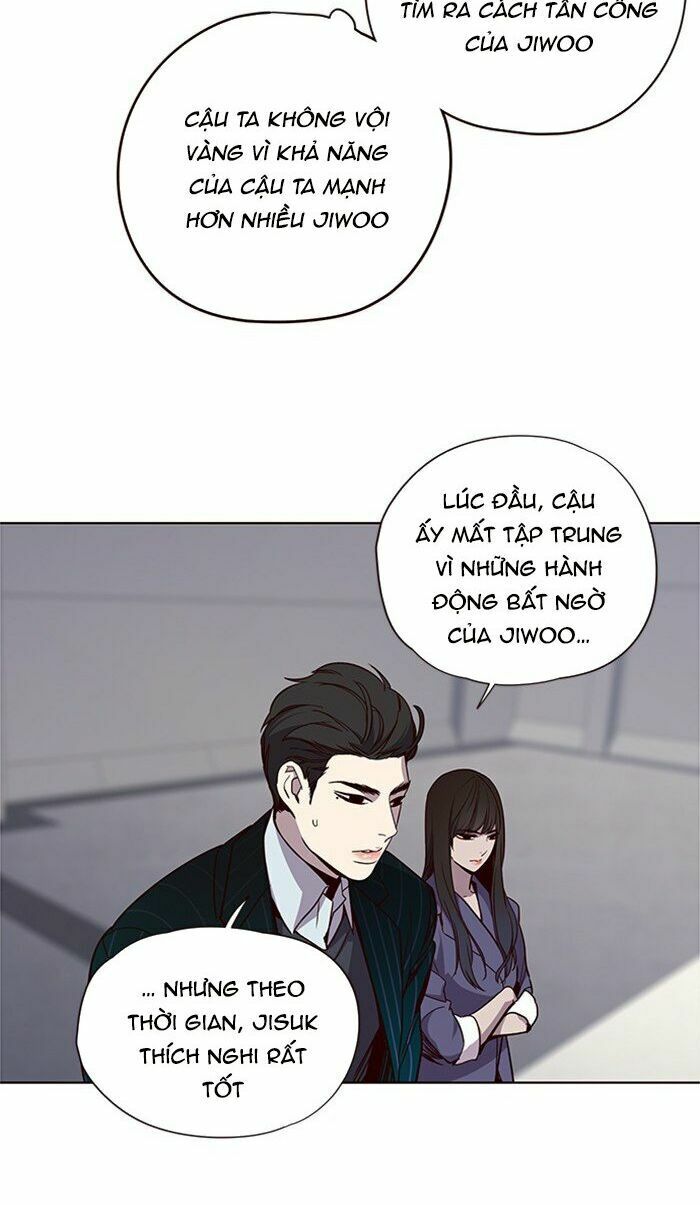 TÌM RA CÁCH TẤN CÔNG
CỦA JIWOO
CẬU TA KHÔNG VỘI
VÀNG VÌ KHẢ NĂNG
CỦA CẬU TA MẠNH
HƠN NHIỀU JIWOO
LÚC ĐẦU, CẬU
ẤY MẤT TẬP TRUNG
VÌ NHỮNG HÀNH
ĐỘNG BẤT NGỜ
CỦA JIWOO...
... NHƯNG THEO
THỜI GIAN, JISUK
THÍCH NGHI RẤT
TỐT